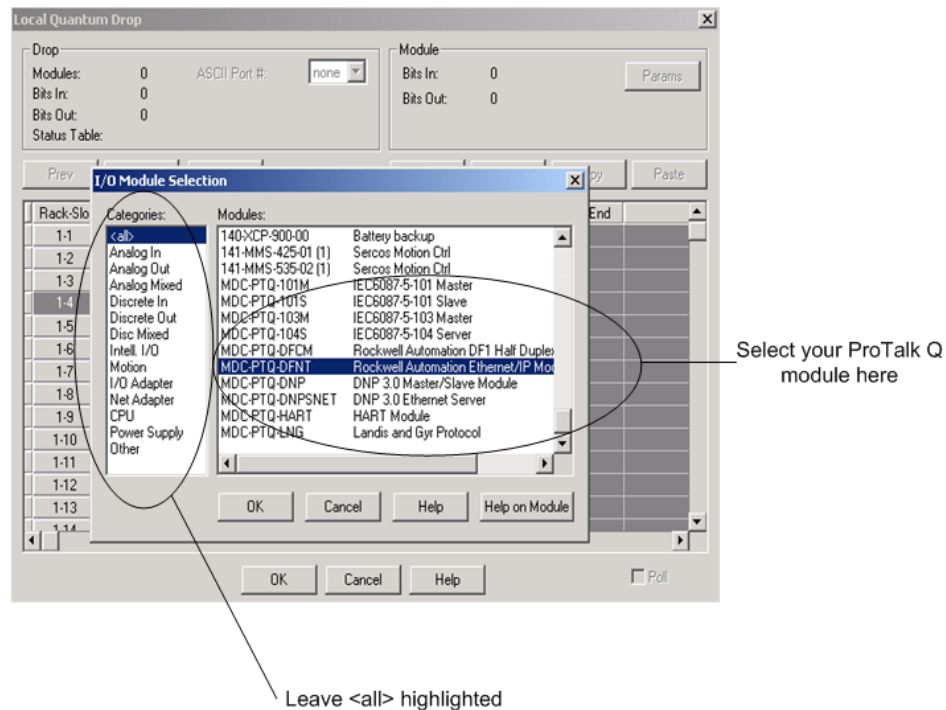 Local Quantum Drop
Drop
Modules: 0 ASCII Port #: none
Bits In: 0
Bits Out: 0
Status Table:
Module
Bits In: 0 Params
Bits Out: 0
Prev Paste
I/O Module Selection
Rack-Slo End
1-1
1-2
1-3
1-4
1-5
1-6
1-7
1-8
1-9
1-10
1-11
1-12
1-13
1-14
Categories:
<all>
Analog In
Analog Out
Analog Mixed
Discrete In
Discrete Out
Disc Mixed
Intell. I/O
Motion
I/O Adapter
Net Adapter
CPU
Power Supply
Other
Modules:
140-XCP-900-00 Battery backup
141-MMS-425-01 (1) Sercos Motion Ctrl
141-MMS-535-02 (1) Sercos Motion Ctrl
MDC-PTQ-101M IEC6087-5-101 Master
MDC-PTQ-101S IEC6087-5-101 Slave
MDC-PTQ-103M IEC6087-5-103 Master
MDC-PTQ-104S IEC6087-5-104 Server
MDC-PTQ-DFCM Rockwell Automation DF1 Half Duplex
MDC-PTQ-DFNT Rockwell Automation Ethernet/IP Mod
MDC-PTQ-DNP DNP 3.0 Master/Slave Module
MDC-PTQ-DNPSNET DNP 3.0 Ethernet Server
MDC-PTQ-HART HART Module
MDC-PTQ-LNG Landis and Gyr Protocol
OK Cancel Help Help on Module
OK Cancel Help Poll
Select your ProTalk Q
module here
Leave <all> highlighted